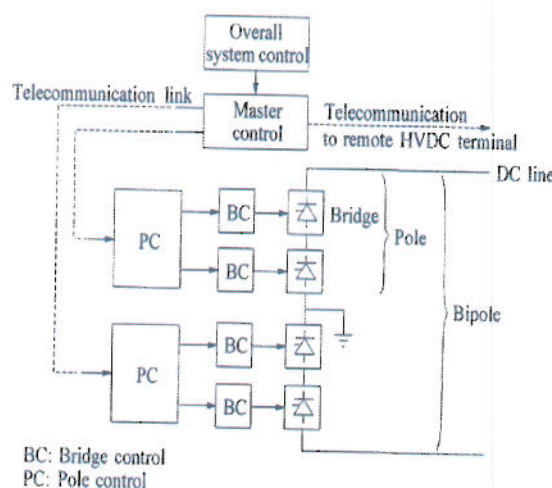 Overall
system control
Telecommunication link
Master
control
Telecommunication
to remote HVDC terminal
DC line
BC
Bridge
PC
Pole
BC
Bipole
BC
PC
BC
BC: Bridge control
PC: Pole control